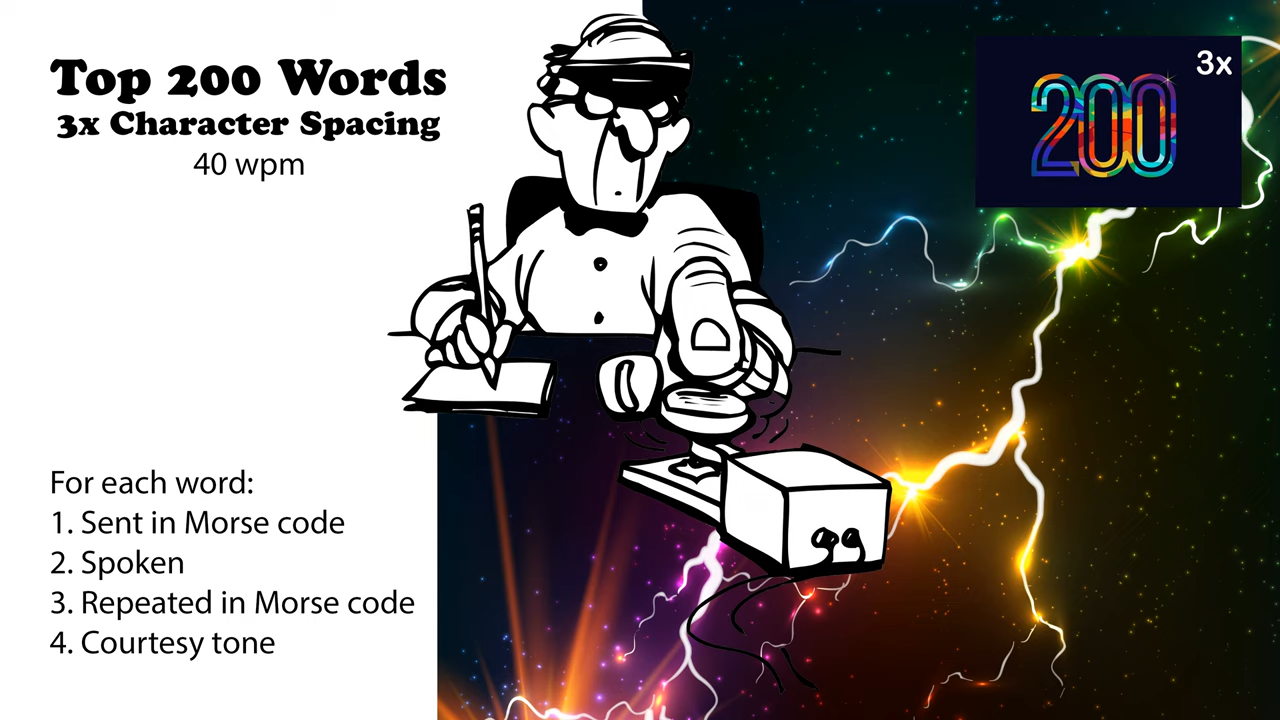 Top 200 Words
3x Character Spacing
40 wpm
3x
200
For each word:
1. Sent in Morse code
2. Spoken
3. Repeated in Morse code
4. Courtesy tone